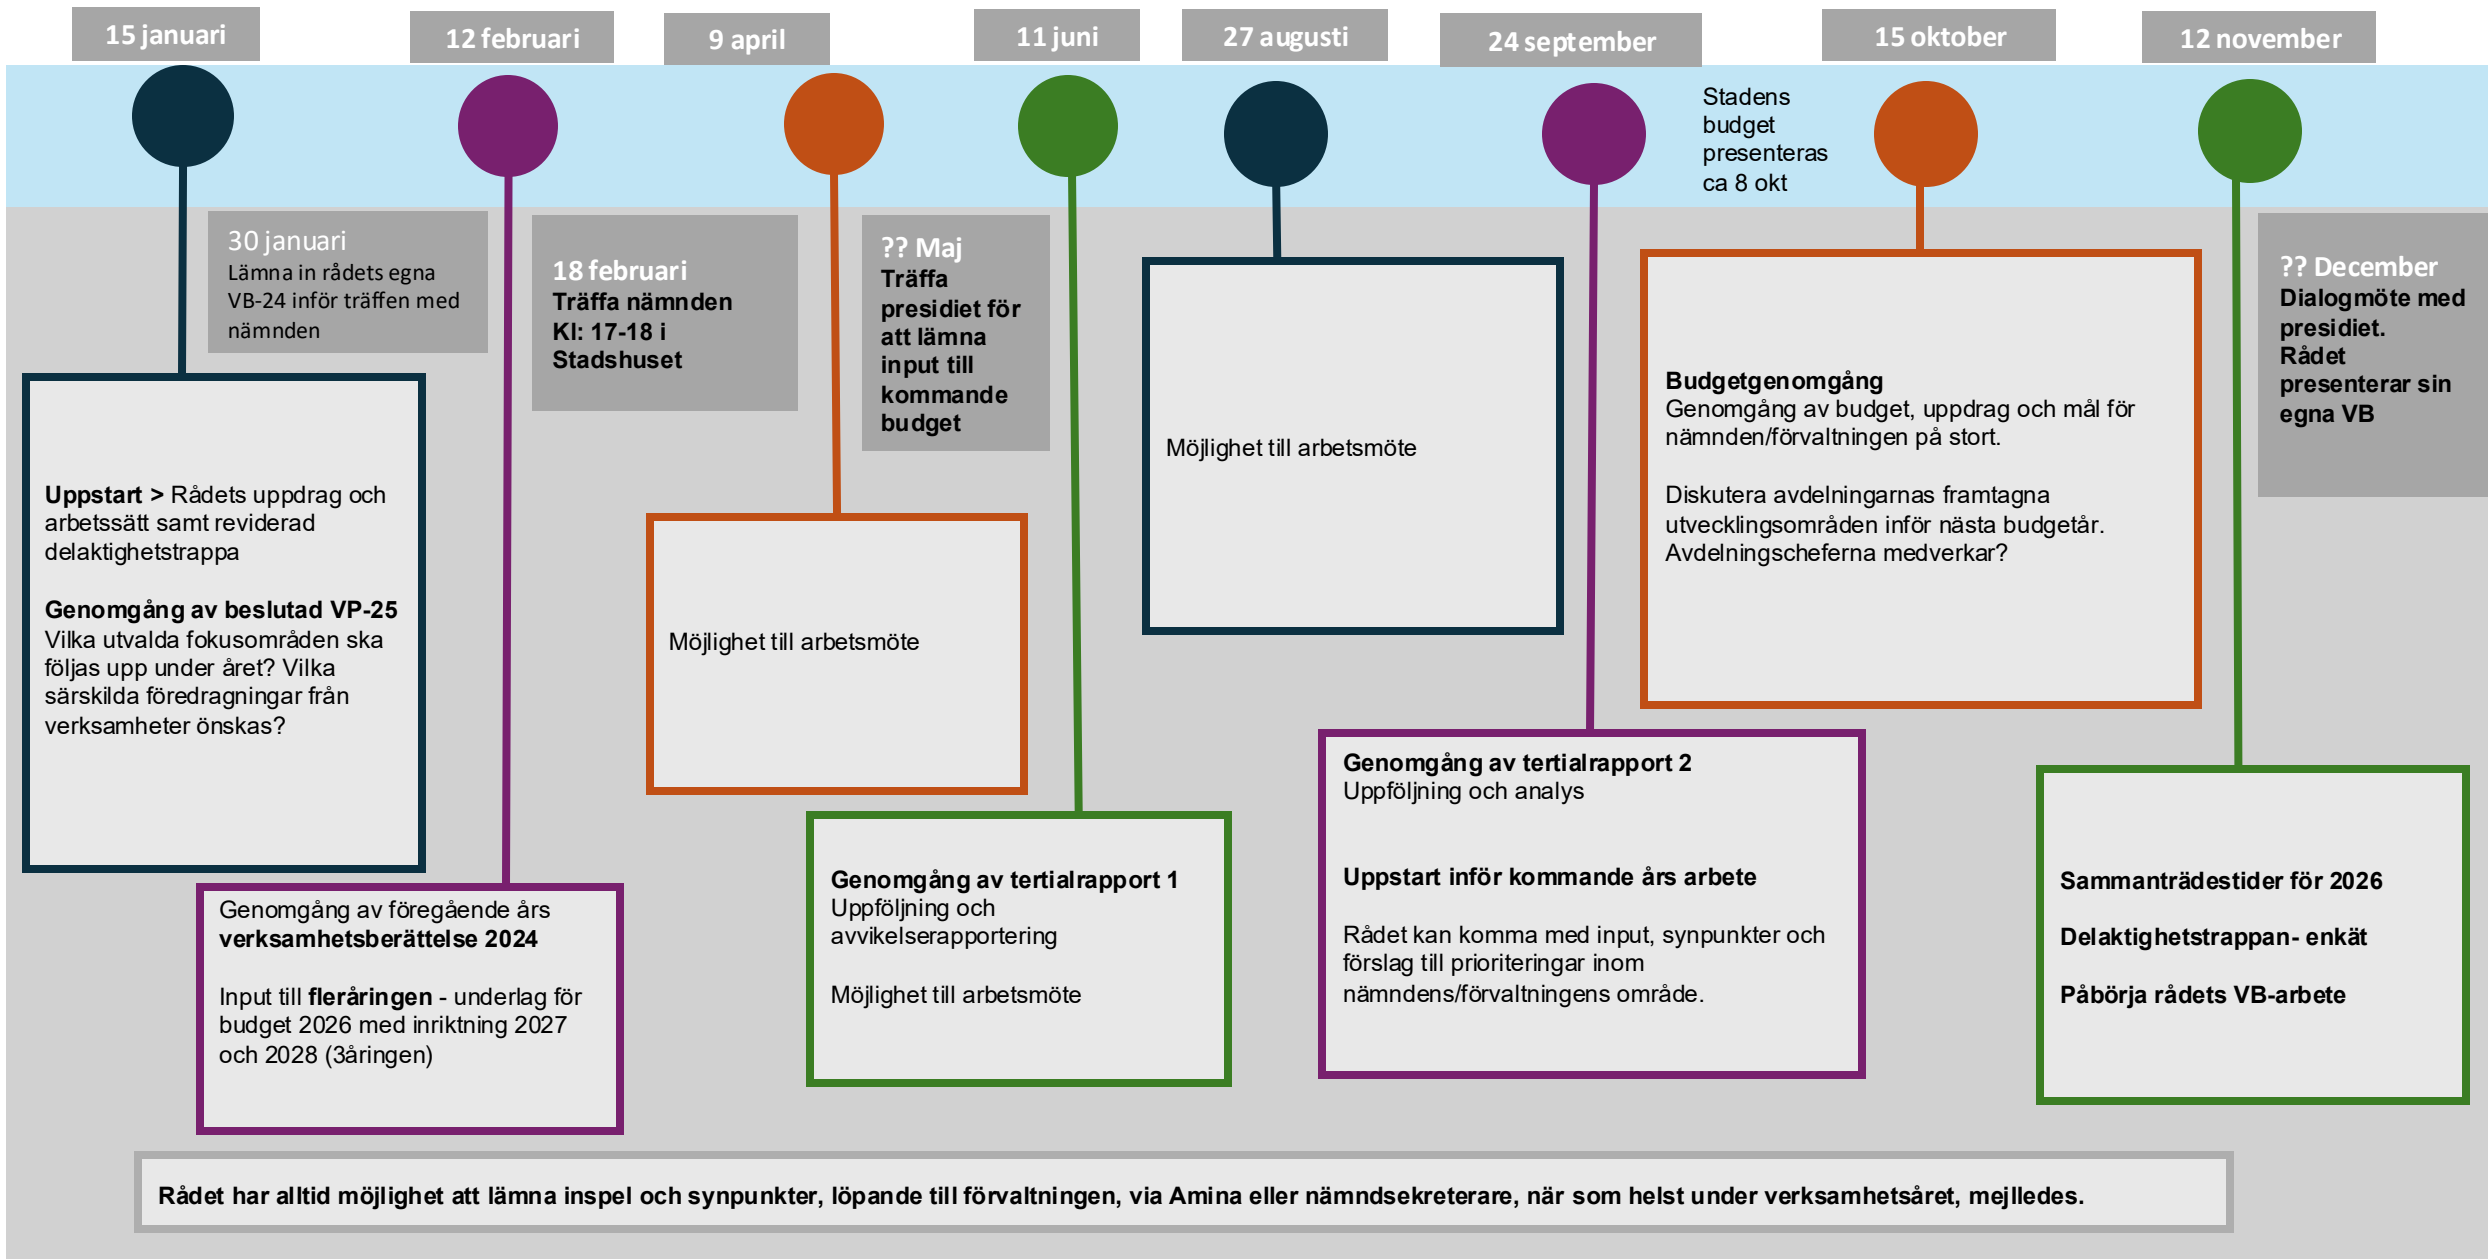 15 januari
12 februari
9 april
11 juni
27 augusti
24 september
15 oktober
12 november
Stadens
budget
presenteras
ca 8 okt
30 januari
Lämna in rådets egna
VB-24 inför träffen med
nämnden
18 februari
Träffa nämnden
Kl: 17-18 i
Stadshuset
?? Maj
Träffa
presidiet för
att lämna
input till
kommande
budget
?? December
Dialogmöte med
presidiet.
Rådet
presenterar sin
egna VB
Uppstart > Rådets uppdrag och
arbetssätt samt reviderad
delaktighetstrappa
Genomgång av beslutad VP-25
Vilka utvalda fokusområden ska
följas upp under året? Vilka
särskilda föredragningar från
verksamheter önskas?
Genomgång av föregående års
verksamhetsberättelse 2024
Input till fleråringen - underlag för
budget 2026 med inriktning 2027
och 2028 (3åringen)
Möjlighet till arbetsmöte
Genomgång av tertialrapport 1
Uppföljning och
avvikelserapportering
Möjlighet till arbetsmöte
Möjlighet till arbetsmöte
Genomgång av tertialrapport 2
Uppföljning och analys
Uppstart inför kommande års arbete
Rådet kan komma med input, synpunkter och
förslag till prioriteringar inom
nämndens/förvaltningens område.
Budgetgenomgång
Genomgång av budget, uppdrag och mål för
nämnden/förvaltningen på stort.
Diskutera avdelningarnas framtagna
utvecklingsområden inför nästa budgetår.
Avdelningscheferna medverkar?
Sammanträdestider för 2026
Delaktighetstrappan- enkät
Påbörja rådets VB-arbete
Rådet har alltid möjlighet att lämna inspel och synpunkter, löpande till förvaltningen, via Amina eller nämndsekreterare, när som helst under verksamhetsåret, mejlledes.